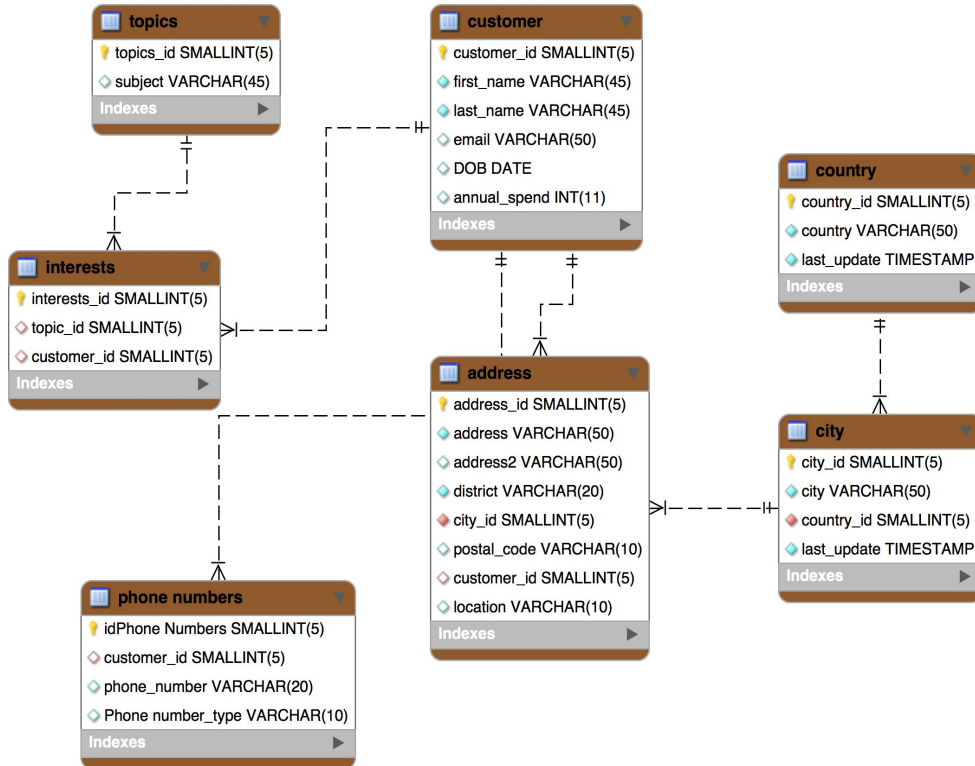 topics
topics_id SMALLINT(5)
subject VARCHAR(45)
Indexes
customer
customer_id SMALLINT(5)
first_name VARCHAR(45)
last_name VARCHAR(45)
email VARCHAR(50)
DOB DATE
annual_spend INT(11)
Indexes
country
country_id SMALLINT(5)
country VARCHAR(50)
last_update TIMESTAMP
Indexes
interests
interests_id SMALLINT(5)
topic_id SMALLINT(5)
customer_id SMALLINT(5)
Indexes
address
address_id SMALLINT(5)
address VARCHAR(50)
address2 VARCHAR(50)
district VARCHAR(20)
city_id SMALLINT(5)
postal_code VARCHAR(10)
customer_id SMALLINT(5)
location VARCHAR(10)
Indexes
city
city_id SMALLINT(5)
city VARCHAR(50)
country_id SMALLINT(5)
last_update TIMESTAMP
Indexes
phone numbers
idPhone Numbers SMALLINT(5)
customer_id SMALLINT(5)
phone_number VARCHAR(20)
Phone number_type VARCHAR(10)
Indexes